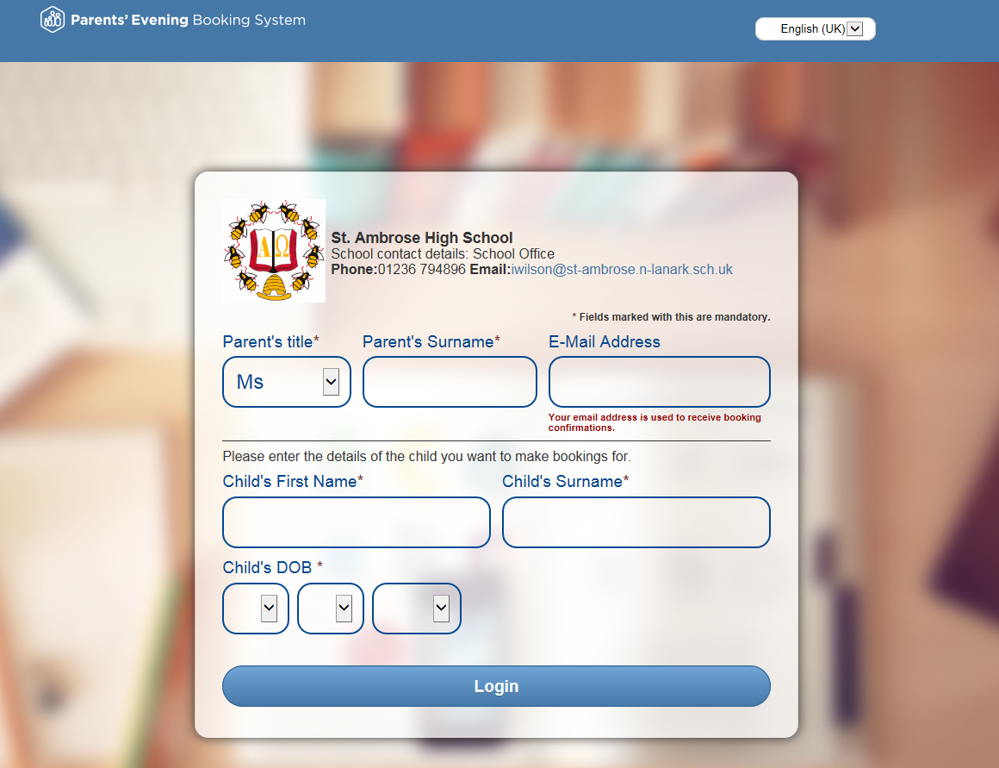 Parents' Evening Booking System
English (UK)
A Ω
St. Ambrose High School
School contact details: School Office
Phone:01236 794896 Email:iwilson@st-ambrose.n-lanark.sch.uk
* Fields marked with this are mandatory.
Parent's title* Parent's Surname* E-Mail Address
Ms
Your email address is used to receive booking
confirmations.
Please enter the details of the child you want to make bookings for.
Child's First Name* Child's Surname*
Child's DOB *
Login